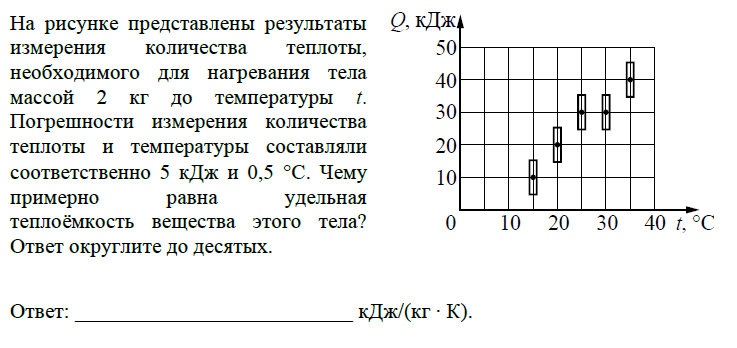 На рисунке представлены результаты
измерения количества теплоты,
необходимого для нагревания тела
массой 2 кг до температуры t.
Погрешности измерения количества
теплоты и температуры составляли
соответственно 5 кДж и 0,5 °С. Чему
примерно равна удельная
теплоёмкость вещества этого тела?
Ответ округлите до десятых.
Q, кДж
50
40
30
20
10
0 10 20 30 40 t, °C
Ответ: __________________________ кДж/(кг · К).